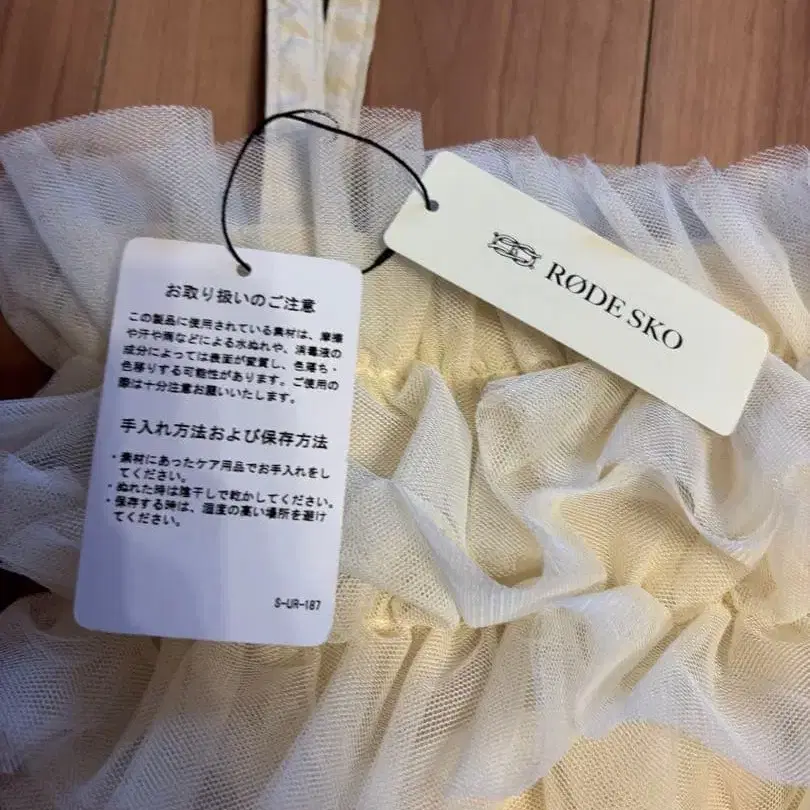 お取り扱いのご注意
この製品に使用されている素材は、摩擦
や汗や雨などによる水ぬれや、消毒液の
成分によっては表面が変質し、色落ち・
色移りする可能性があります。ご使用の
際は十分注意お願いいたします。
手入れ方法および保存方法
・素材にあったケア用品でお手入れをし
てください。
・ぬれた時は陰干しで乾かしてください。
・保存する時は、湿度の高い場所を避け
てください。
S-UR-187
RØDE SKO